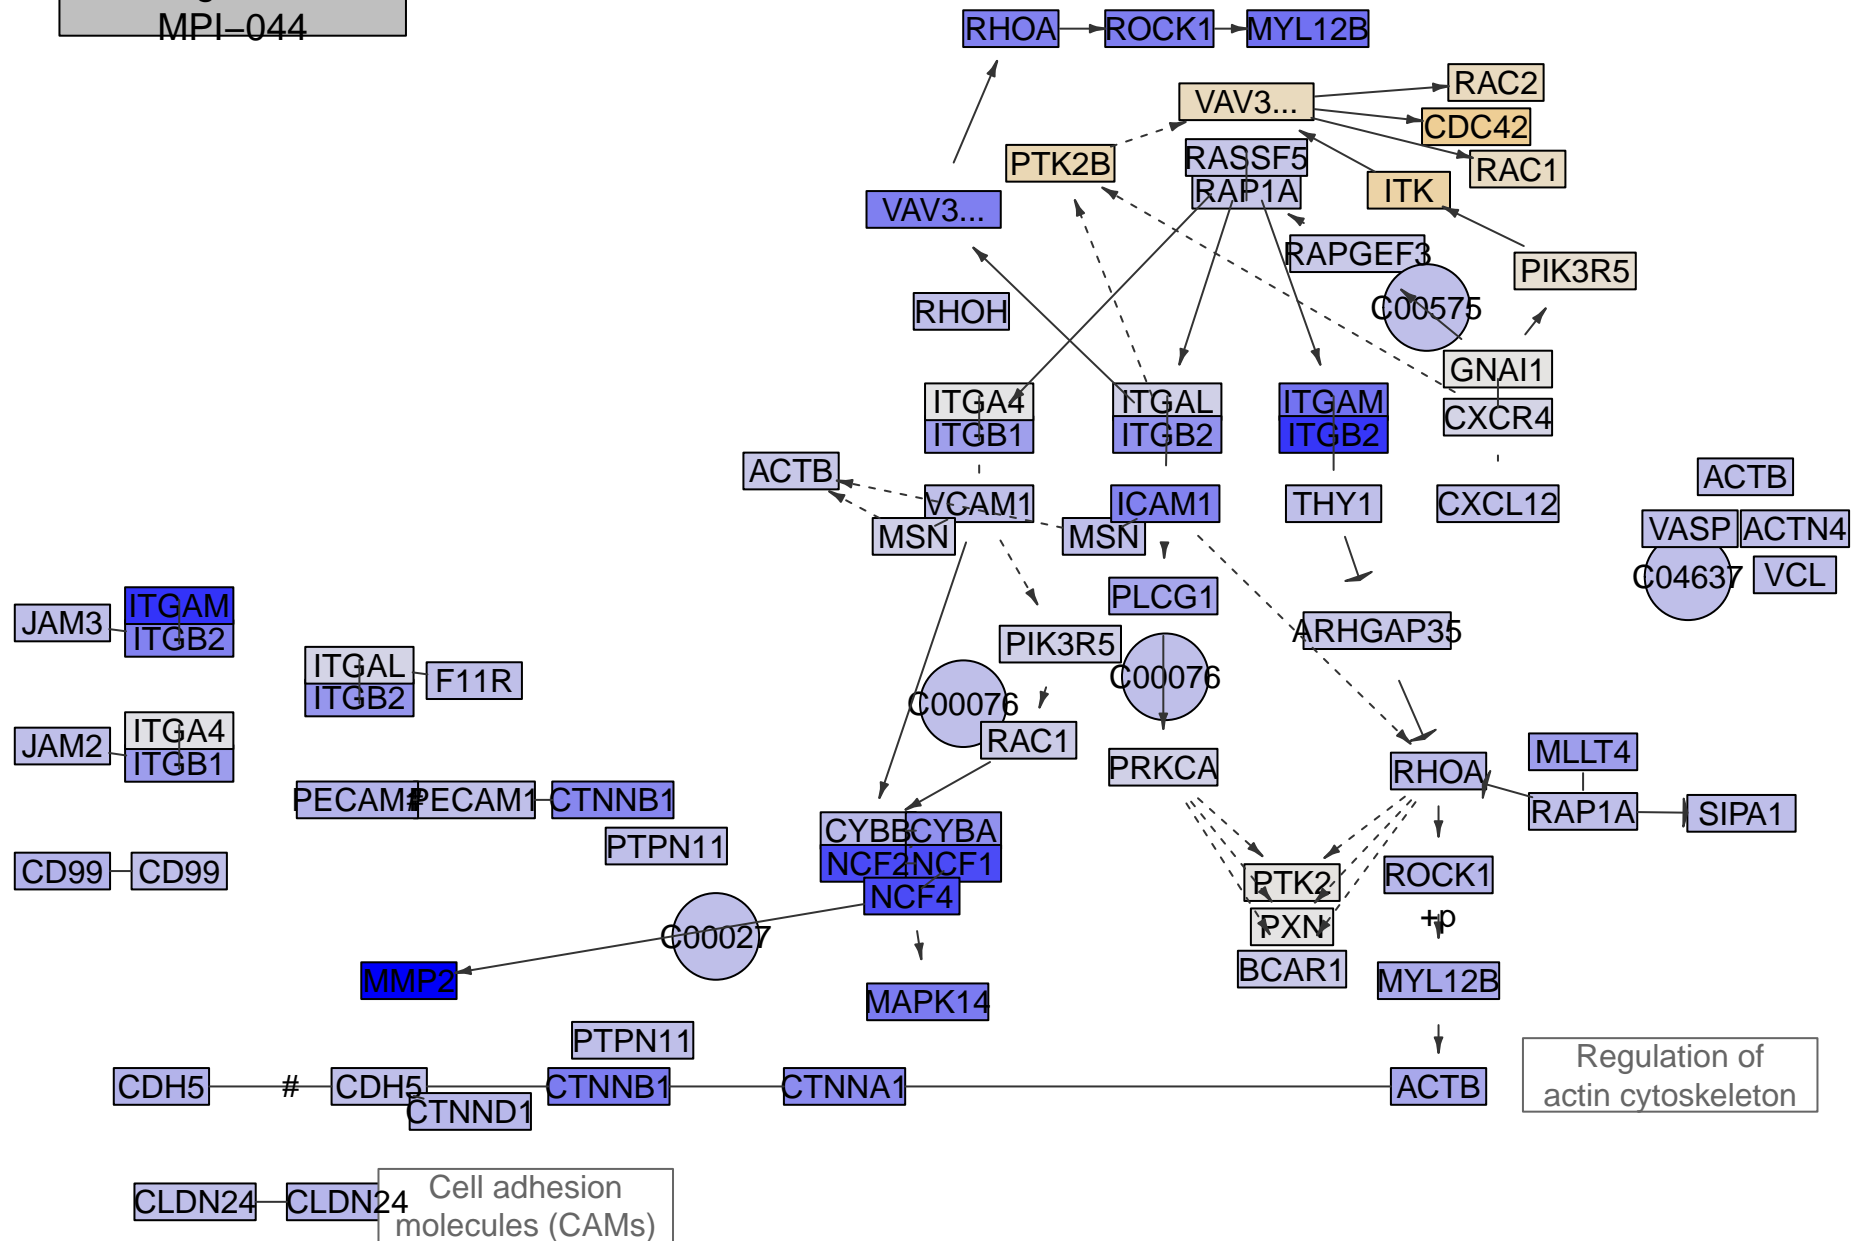 MPI−044
RHOA
ROCK1
MYL12B
RAC2
VAV3...
CDC42
PTK2B
RASSF5
RAC1
RAP1A
ITK
VAV3...
RAPGEF3
PIK3R5
C00575
RHOH
GNAI1
ITGA4
ITGAL
ITGAM
CXCR4
ITGB1
ITGB2
ITGB2
ACTB
ACTB
VCAM1
ICAM1
THY1
CXCL12
MSN
MSN
VASP
ACTN4
C04637
VCL
PLCG1
ITGAM
JAM3
ITGB2
ARHGAP35
PIK3R5
ITGAL
F11R
ITGB2
C00076
C00076
ITGA4
JAM2
ITGB1
RAC1
PRKCA
RHOA
MLLT4
PECAM1
#
PECAM1
CTNNB1
RAP1A
SIPA1
CYBB
CYBA
PTPN11
NCF2
NCF1
CD99
CD99
NCF4
PTK2
ROCK1
+p
PXN
C00027
BCAR1
MMP2
MYL12B
MAPK14
PTPN11
CDH5
#
CDH5
CTNNB1
CTNNA1
ACTB
CTNND1
Regulation of
actin cytoskeleton
CLDN24
CLDN24
Cell adhesion
molecules (CAMs)